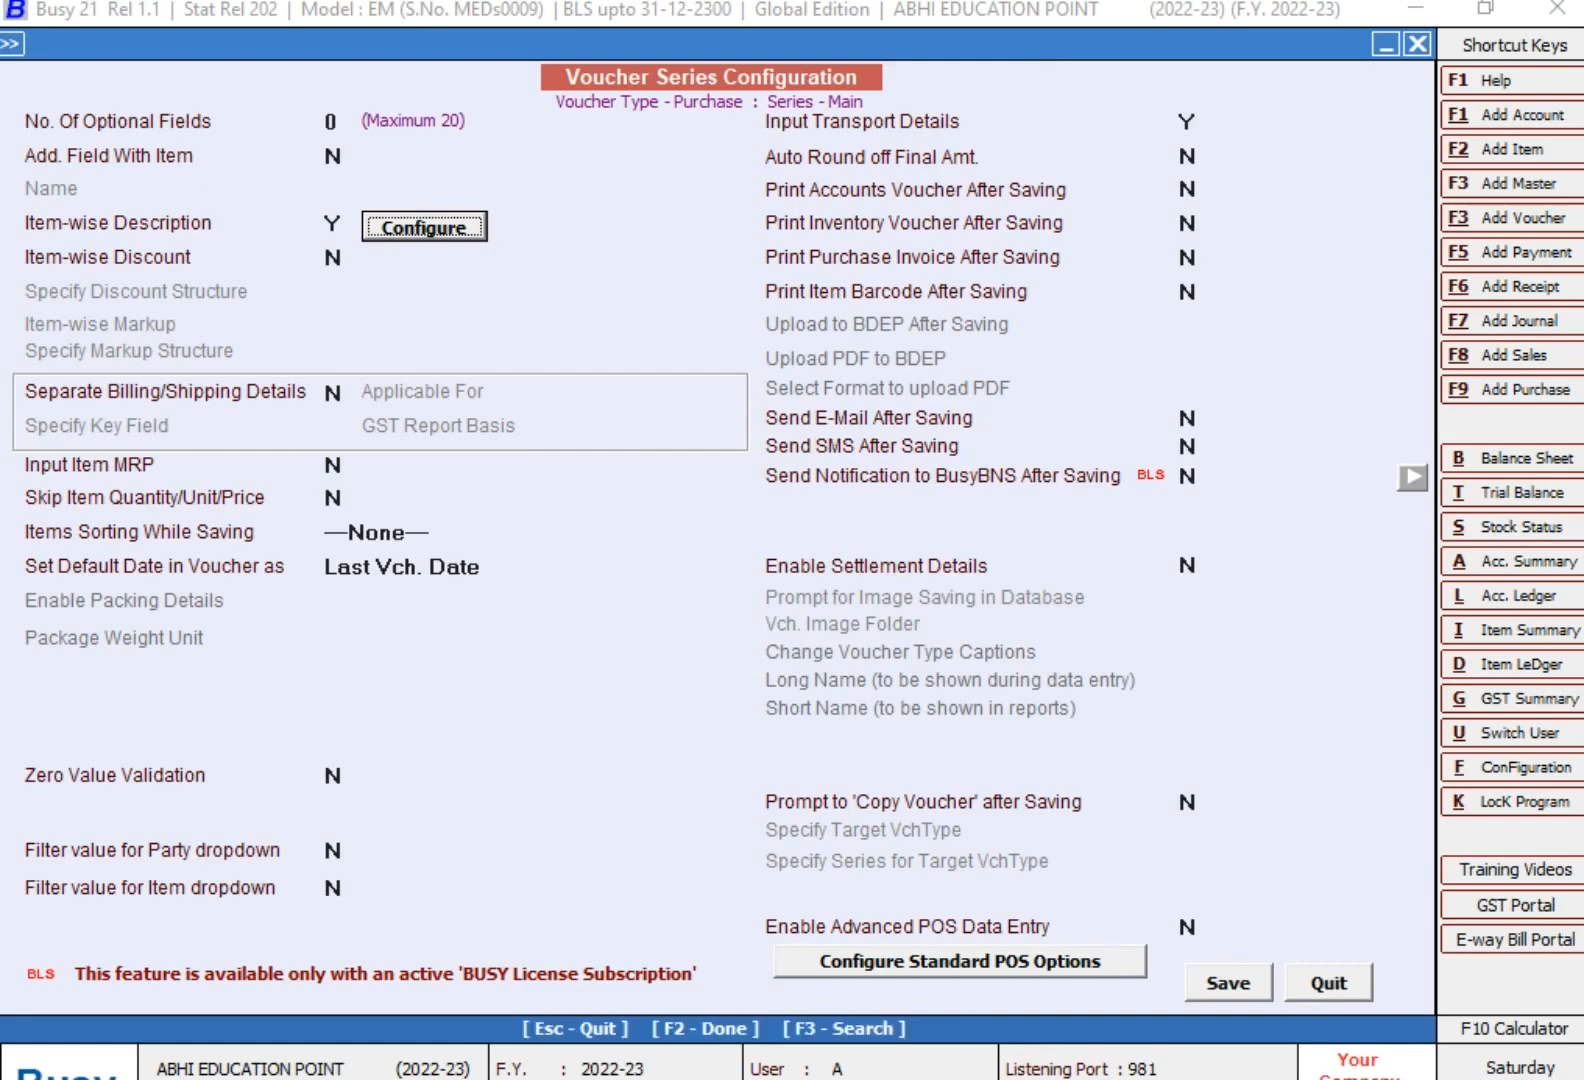 B Busy 21 Rel 1.1 | Stat Rel 202 | Model : EM (S.No. MEDs0009) | BLS upto 31-12-2300 | Global Edition | ABHI EDUCATION POINT (2022-23) (F.Y. 2022-23)
>>
Voucher Series Configuration
Voucher Type - Purchase : Series - Main
No. Of Optional Fields 0 (Maximum 20)
Add. Field With Item N
Name
Item-wise Description Y Configure
Item-wise Discount N
Specify Discount Structure
Item-wise Markup
Specify Markup Structure
Separate Billing/Shipping Details N Applicable For
Specify Key Field GST Report Basis
Input Item MRP N
Skip Item Quantity/Unit/Price N
Items Sorting While Saving —None—
Set Default Date in Voucher as Last Vch. Date
Enable Packing Details
Package Weight Unit
Zero Value Validation N
Filter value for Party dropdown N
Filter value for Item dropdown N
BLS This feature is available only with an active 'BUSY License Subscription'
Input Transport Details Y
Auto Round off Final Amt. N
Print Accounts Voucher After Saving N
Print Inventory Voucher After Saving N
Print Purchase Invoice After Saving N
Print Item Barcode After Saving N
Upload to BDEP After Saving
Upload PDF to BDEP
Select Format to upload PDF
Send E-Mail After Saving N
Send SMS After Saving N
Send Notification to BusyBNS After Saving BLS N
Enable Settlement Details N
Prompt for Image Saving in Database
Vch. Image Folder
Change Voucher Type Captions
Long Name (to be shown during data entry)
Short Name (to be shown in reports)
Prompt to 'Copy Voucher' after Saving N
Specify Target VchType
Specify Series for Target VchType
Enable Advanced POS Data Entry N
Configure Standard POS Options
Save Quit
[ Esc - Quit ] [ F2 - Done ] [ F3 - Search ]
Shortcut Keys
F1 Help
F1 Add Account
F2 Add Item
F3 Add Master
F3 Add Voucher
F5 Add Payment
F6 Add Receipt
F7 Add Journal
F8 Add Sales
F9 Add Purchase
B Balance Sheet
T Trial Balance
S Stock Status
A Acc. Summary
L Acc. Ledger
I Item Summary
D Item LeDger
G GST Summary
U Switch User
F ConFiguration
K LocK Program
Training Videos
GST Portal
E-way Bill Portal
F10 Calculator
Busy ABHI EDUCATION POINT (2022-23) F.Y. : 2022-23 User : A Listening Port : 981 Your Company Saturday